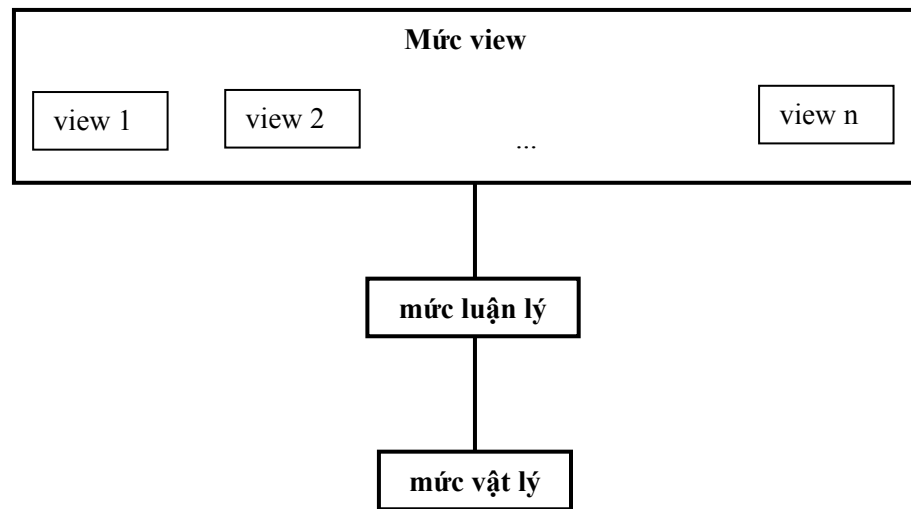 Mức view
view 1
view 2
...
view n
mức luận lý
mức vật lý